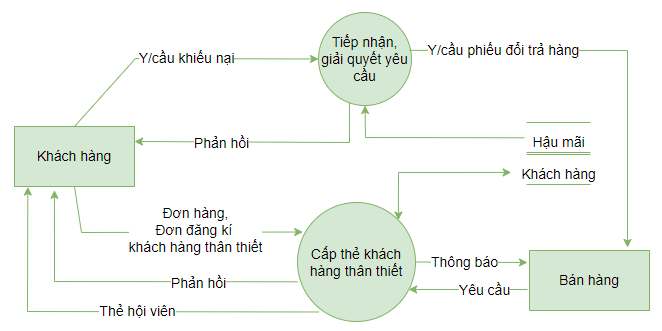 Tiếp nhận,
giải quyết yêu
cầu
Y/cầu khiếu nại
Y/cầu phiếu đổi trả hàng
Phản hồi
Hậu mãi
Khách hàng
Khách hàng
Đơn hàng,
Đơn đăng kí
khách hàng thân thiết
Cấp thẻ khách
hàng thân thiết
Thông báo
Yêu cầu
Bán hàng
Phản hồi
Thẻ hội viên